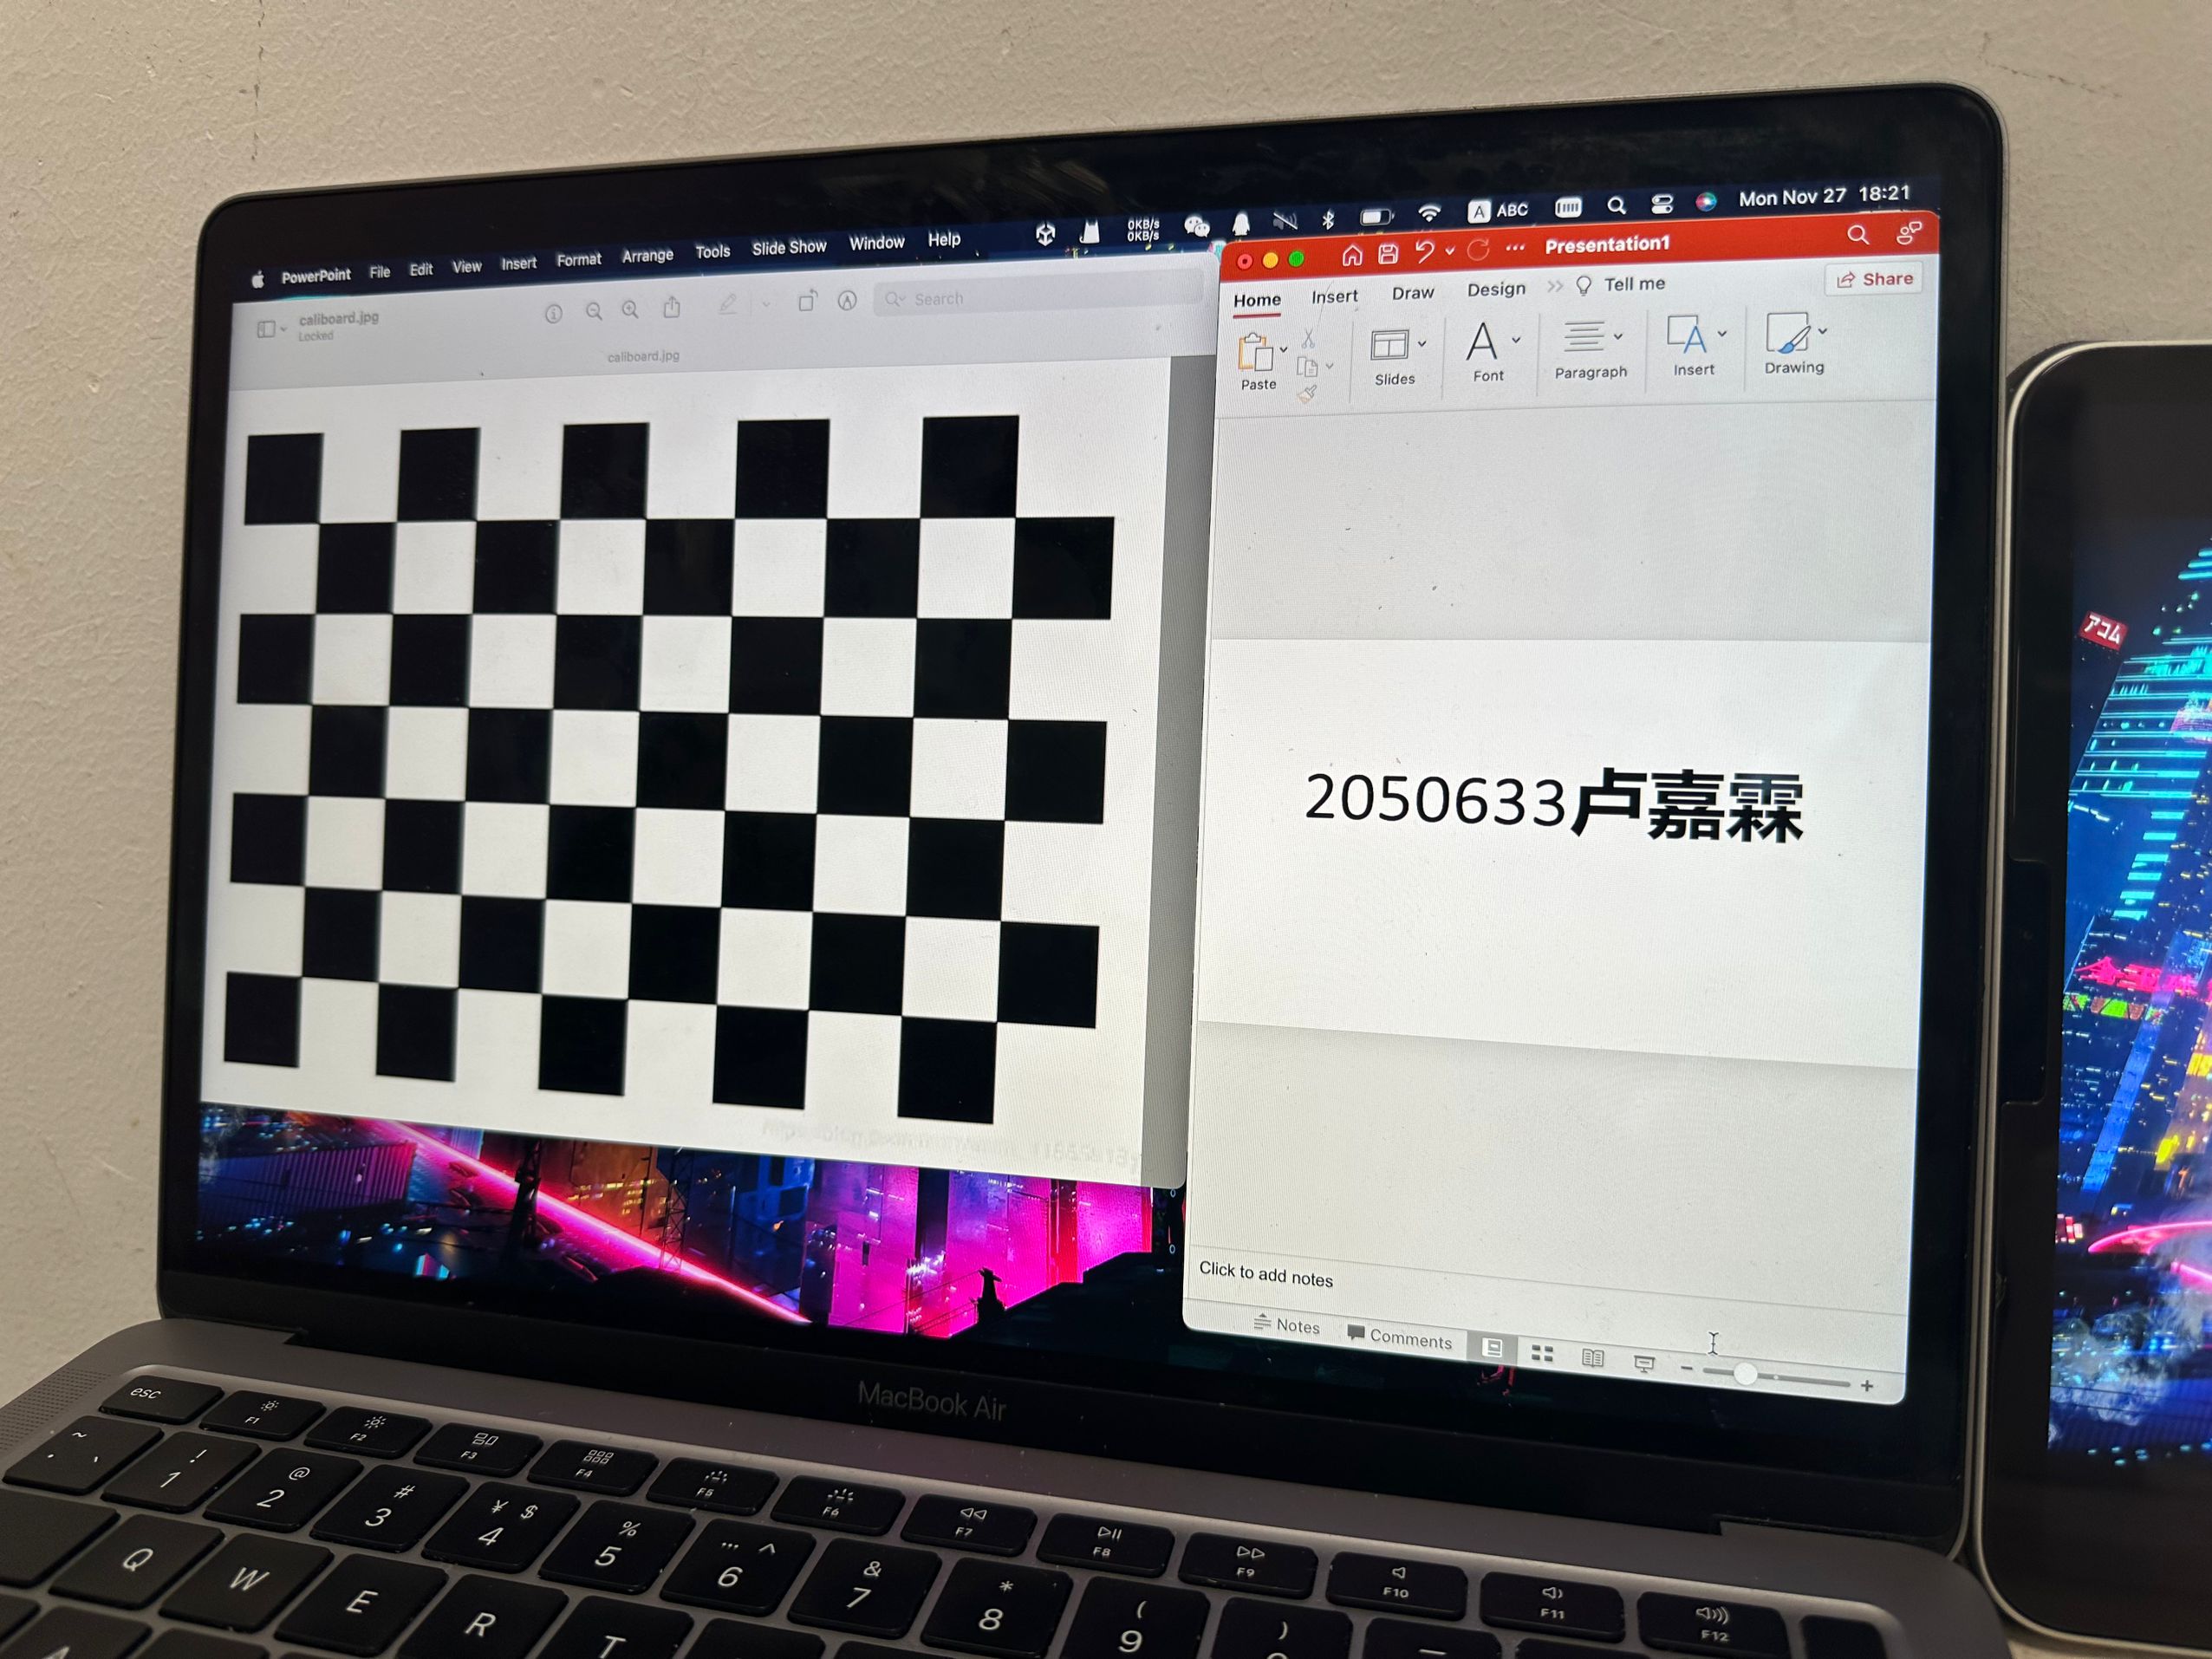 PowerPoint File Edit View Insert Format Arrange Tools Slide Show Window Help 0KB/s 0KB/s A ABC Mon Nov 27 18:21
caliboard.jpg
Locked
Search
caliboard.jpg
Presentation1
Home Insert Draw Design >> Tell me Share
Paste Slides Font Paragraph Insert Drawing
2050633卢嘉霖
アコム
Click to add notes
Notes Comments
MacBook Air
esc F1 F2 F3 F4 F5 F6 F7 F8 F9 F10 F11 F12
~ ! 1 @ 2 # 3 ¥ $ 4 % 5 … ^ 6 & 7 * 8 ( 9 )
Q W E R T